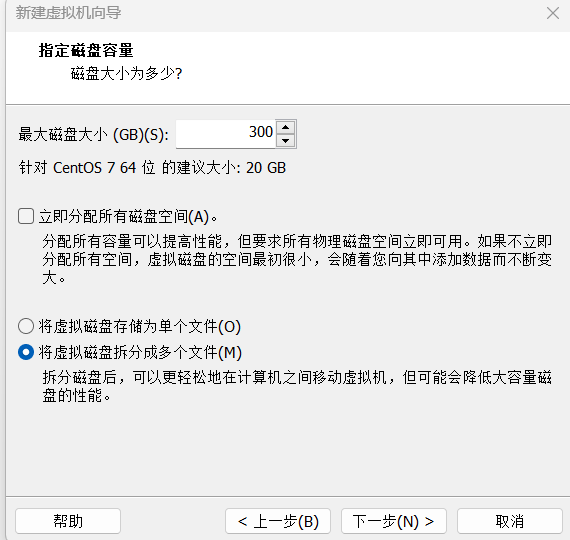 新建虚拟机向导
指定磁盘容量
磁盘大小为多少?
最大磁盘大小 (GB)(S): 300
针对 CentOS 7 64 位 的建议大小: 20 GB
立即分配所有磁盘空间(A)。
分配所有容量可以提高性能，但要求所有物理磁盘空间立即可用。如果不立即
分配所有空间，虚拟磁盘的空间最初很小，会随着您向其中添加数据而不断变
大。
将虚拟磁盘存储为单个文件(O)
将虚拟磁盘拆分成多个文件(M)
拆分磁盘后，可以更轻松地在计算机之间移动虚拟机，但可能会降低大容量磁
盘的性能。
帮助 < 上一步(B) 下一步(N) > 取消